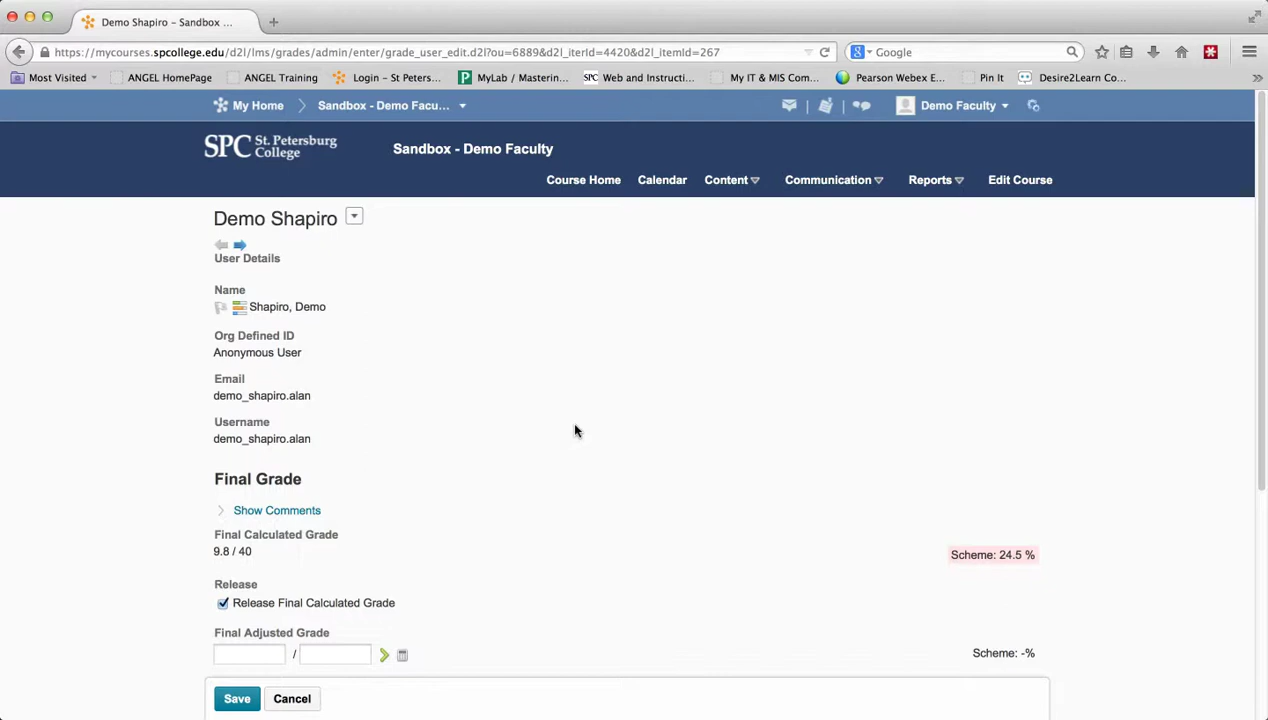 Demo Shapiro – Sandbox ...
https://mycourses.spcollege.edu/d2l/lms/grades/admin/enter/grade_user_edit.d2l?ou=6889&d2l_iterId=4420&d2l_itemId=267
Google
Most Visited
ANGEL HomePage
ANGEL Training
Login – St Peters...
MyLab / Masterin...
SPC Web and Instructi...
My IT & MIS Com...
Pearson Webex E...
Pin It
Desire2Learn Co...
My Home
Sandbox - Demo Facu...
Demo Faculty
SPC St. Petersburg College
Sandbox - Demo Faculty
Course Home
Calendar
Content
Communication
Reports
Edit Course
Demo Shapiro
User Details
Name
Shapiro, Demo
Org Defined ID
Anonymous User
Email
demo_shapiro.alan
Username
demo_shapiro.alan
Final Grade
Show Comments
Final Calculated Grade
9.8 / 40
Scheme: 24.5 %
Release
Release Final Calculated Grade
Final Adjusted Grade
/
Scheme: -%
Save
Cancel